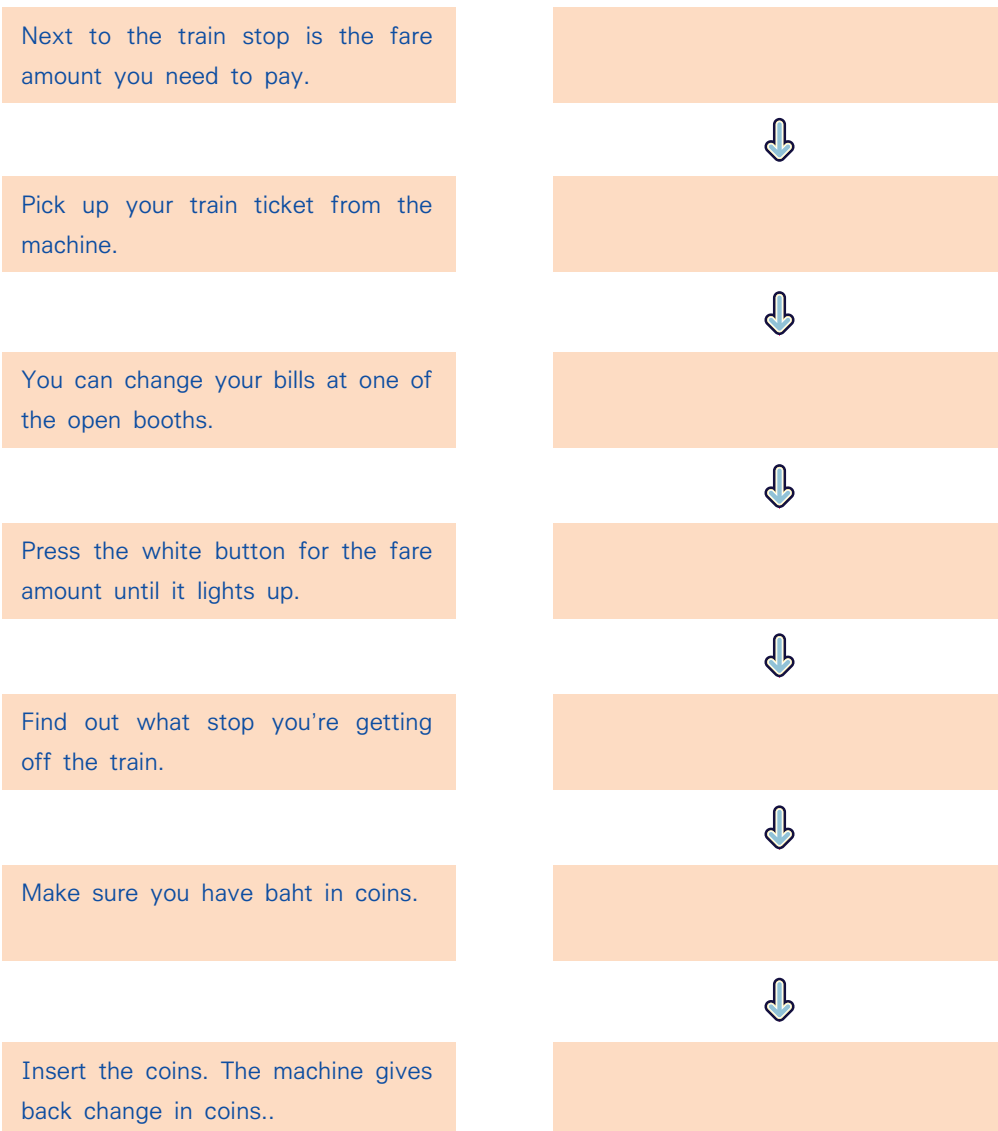 Next to the train stop is the fare
amount you need to pay.
Pick up your train ticket from the
machine.
You can change your bills at one of
the open booths.
Press the white button for the fare
amount until it lights up.
Find out what stop you're getting
off the train.
Make sure you have baht in coins.
Insert the coins. The machine gives
back change in coins..